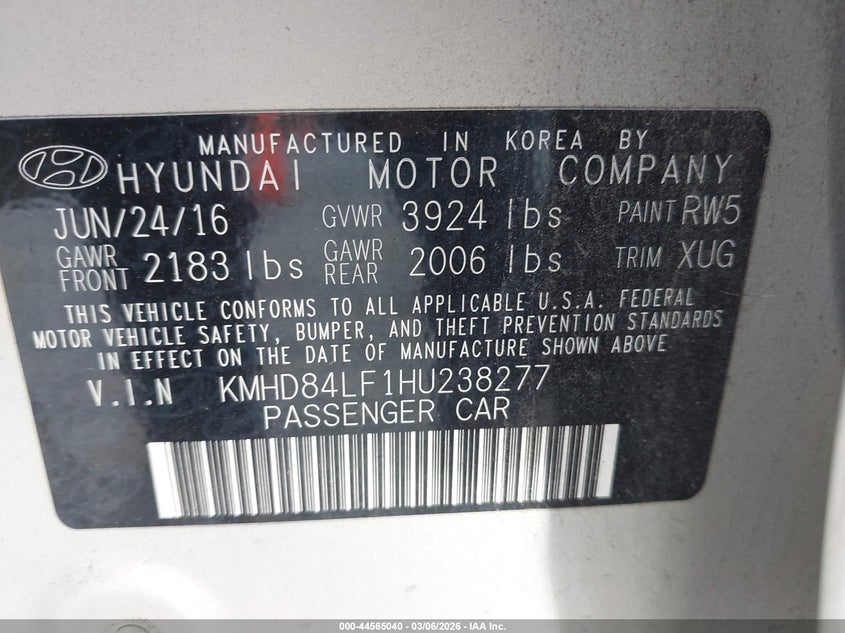 MANUFACTURED IN KOREA BY
HYUNDAI MOTOR COMPANY
JUN/24/16 GVWR 3924 lbs PAINT RW5
GAWR FRONT 2183 lbs GAWR REAR 2006 lbs TRIM XUG
THIS VEHICLE CONFORMS TO ALL APPLICABLE U.S.A. FEDERAL
MOTOR VEHICLE SAFETY, BUMPER, AND THEFT PREVENTION STANDARDS
IN EFFECT ON THE DATE OF MANUFACTURE SHOWN ABOVE
V.I.N KMHD84LF1HU238277
PASSENGER CAR
000-44565040 | 03/06/2026 - IAA Inc.